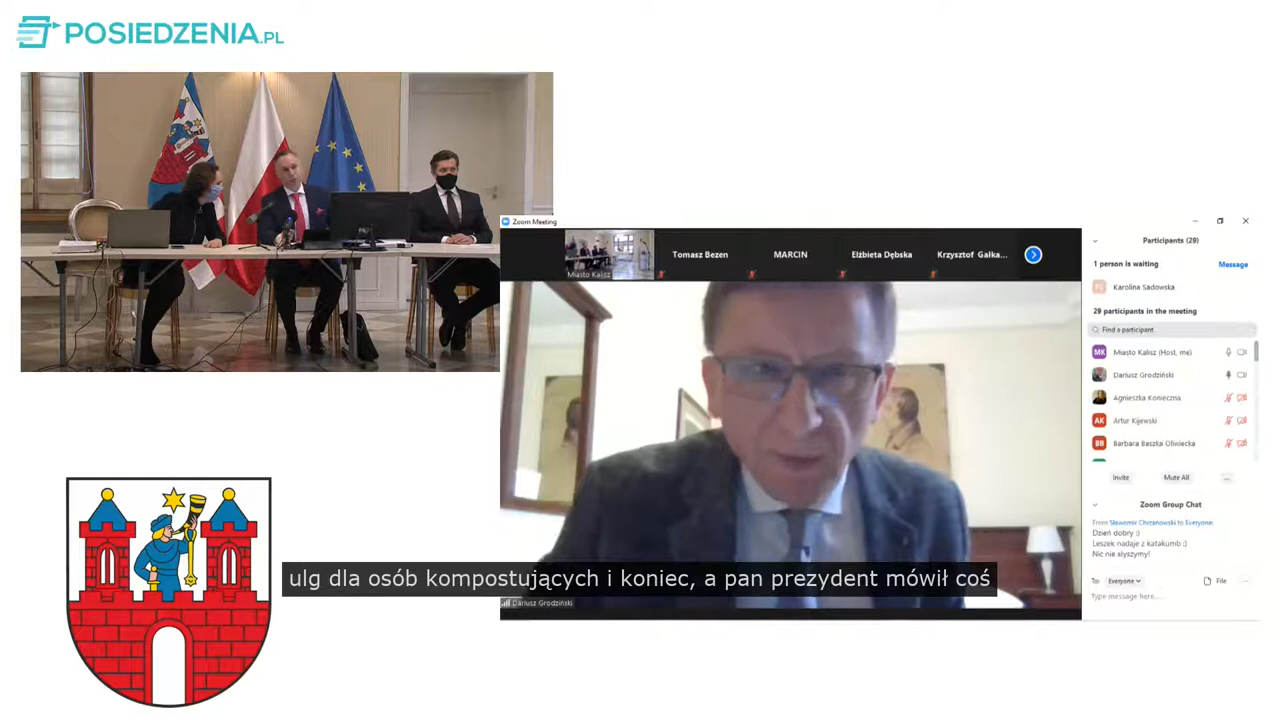 POSIEDZENIA.PL
Zoom Meeting
Miasto Kalisz
Tomasz Bezen
MARCIN
Elżbieta Dębska
Krzysztof Gałka...
Participants (29)
1 person is waiting
Message
Karolina Sadowska
29 participants in the meeting
Find a participant
MK Miasto Kalisz (Host, me)
Dariusz Grodziński
Agnieszka Konieczna
AK Artur Kijewski
BB Barbara Baszka Oliwiecka
Invite
Mute All
...
Zoom Group Chat
From Sławomir Chrzanowski to Everyone:
Dzień dobry :)
Leszek nadaje z katakumb :)
Nic nie słyszymy!
To: Everyone
File
Type message here...
ulg dla osób kompostujących i koniec, a pan prezydent mówił coś
Dariusz Grodziński